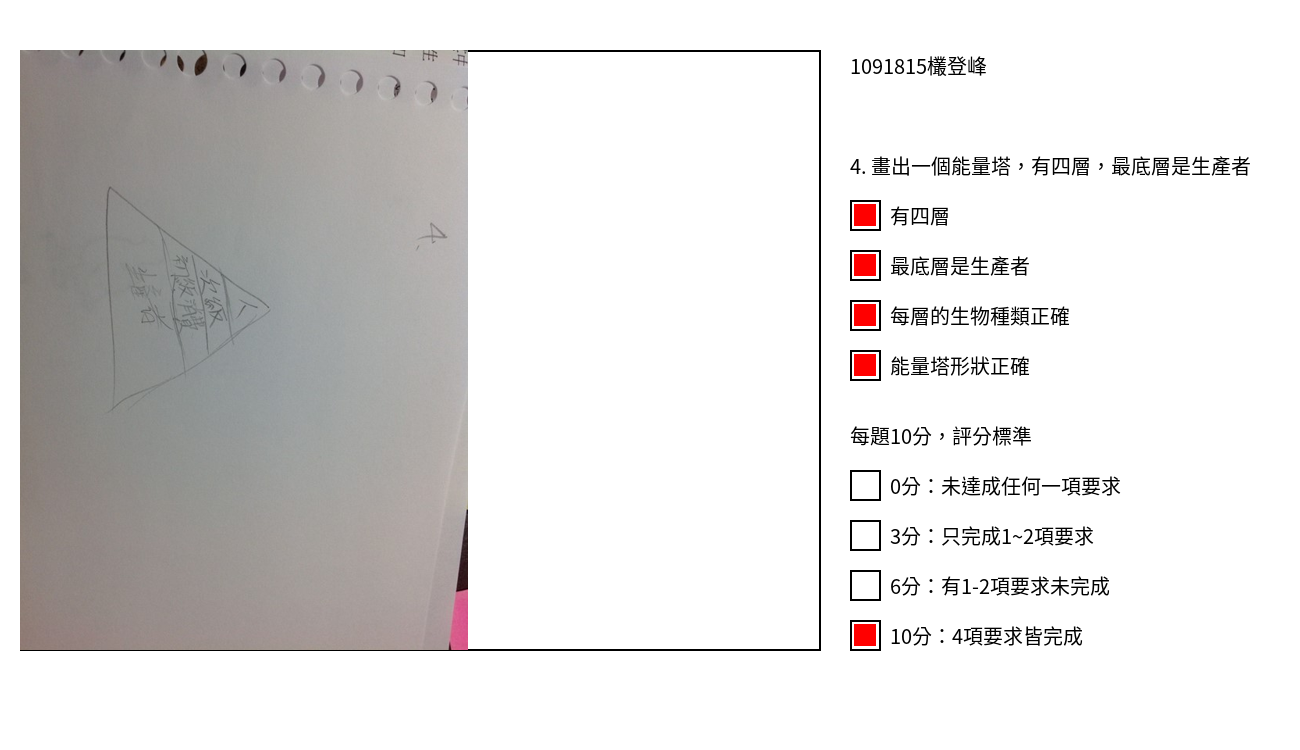 1091815欉登峰
4. 畫出一個能量塔，有四層，最底層是生產者
有四層
最底層是生產者
每層的生物種類正確
能量塔形狀正確
每題10分，評分標準
0分：未達成任何一項要求
3分：只完成1~2項要求
6分：有1-2項要求未完成
10分：4項要求皆完成
4.
人
次級
初級消費
生產者